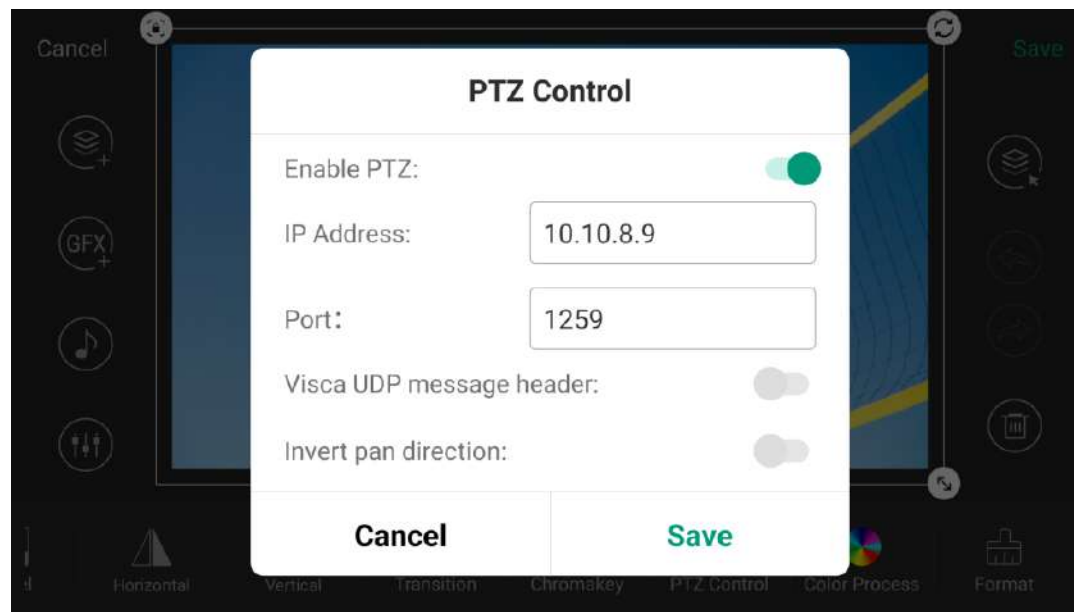 Cancel
Save
PTZ Control
Enable PTZ:
IP Address: 10.10.8.9
GFX
Port: 1259
Visca UDP message header:
Invert pan direction:
Cancel Save
Horizontal Vertical Transition Chromakey PTZ Control Color Process Format